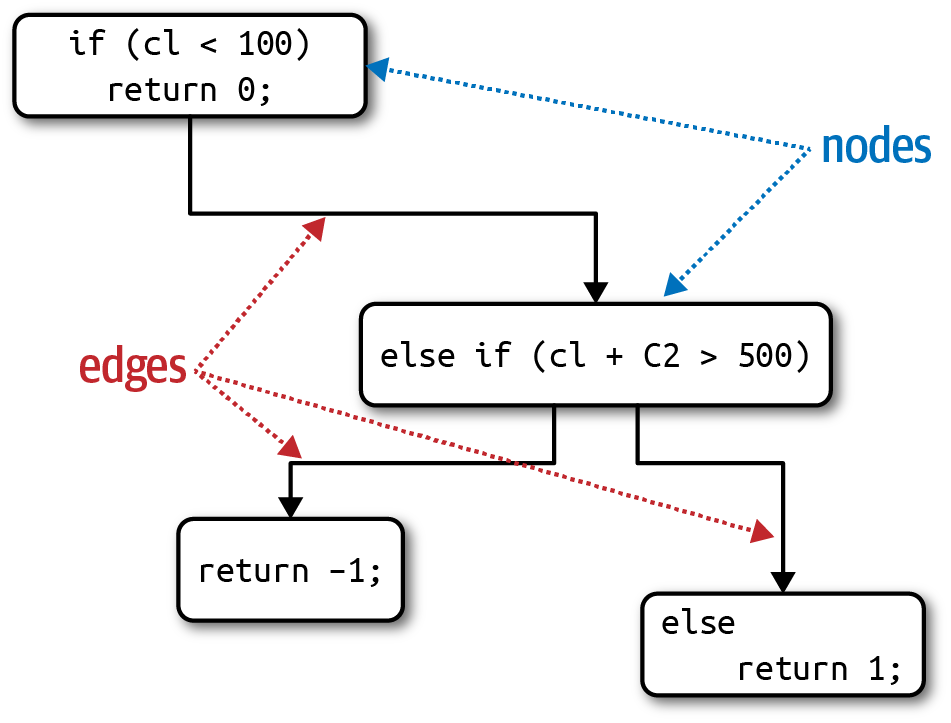 if (cl < 100)
return 0;
nodes
else if (cl + C2 > 500)
edges
return -1;
else
return 1;